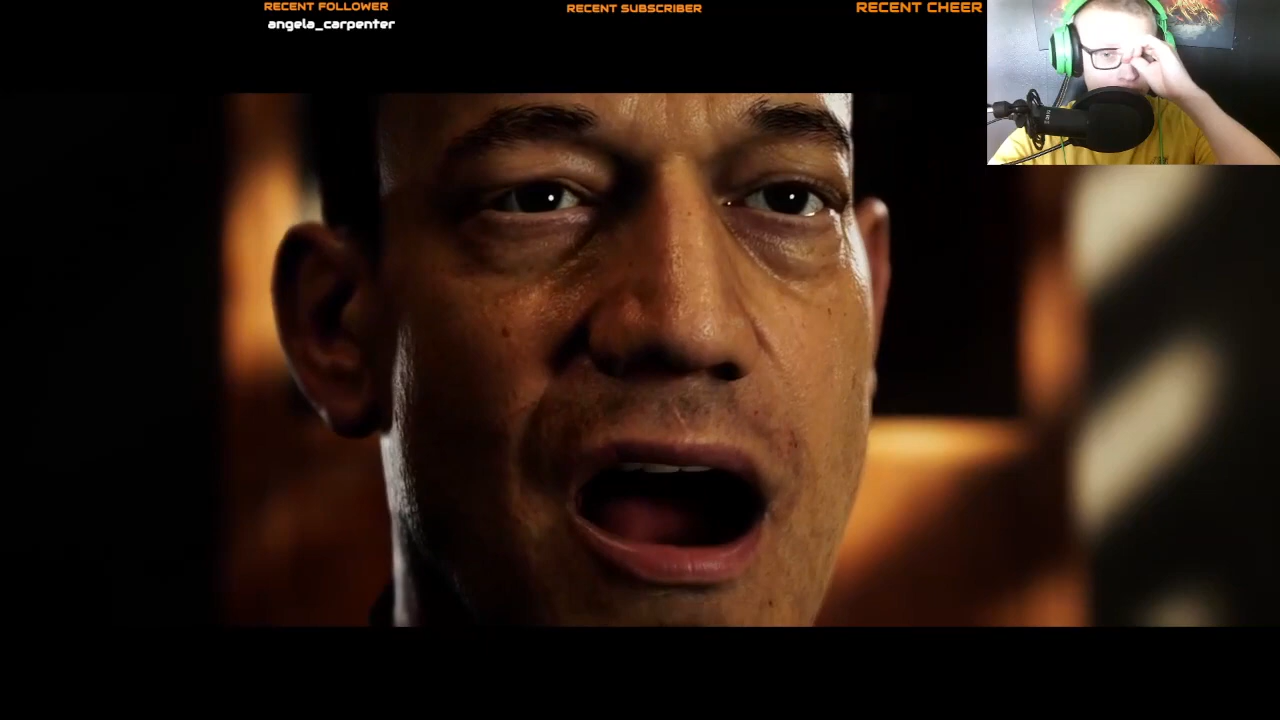 RECENT FOLLOWER
angela_carpenter
RECENT SUBSCRIBER
RECENT CHEER